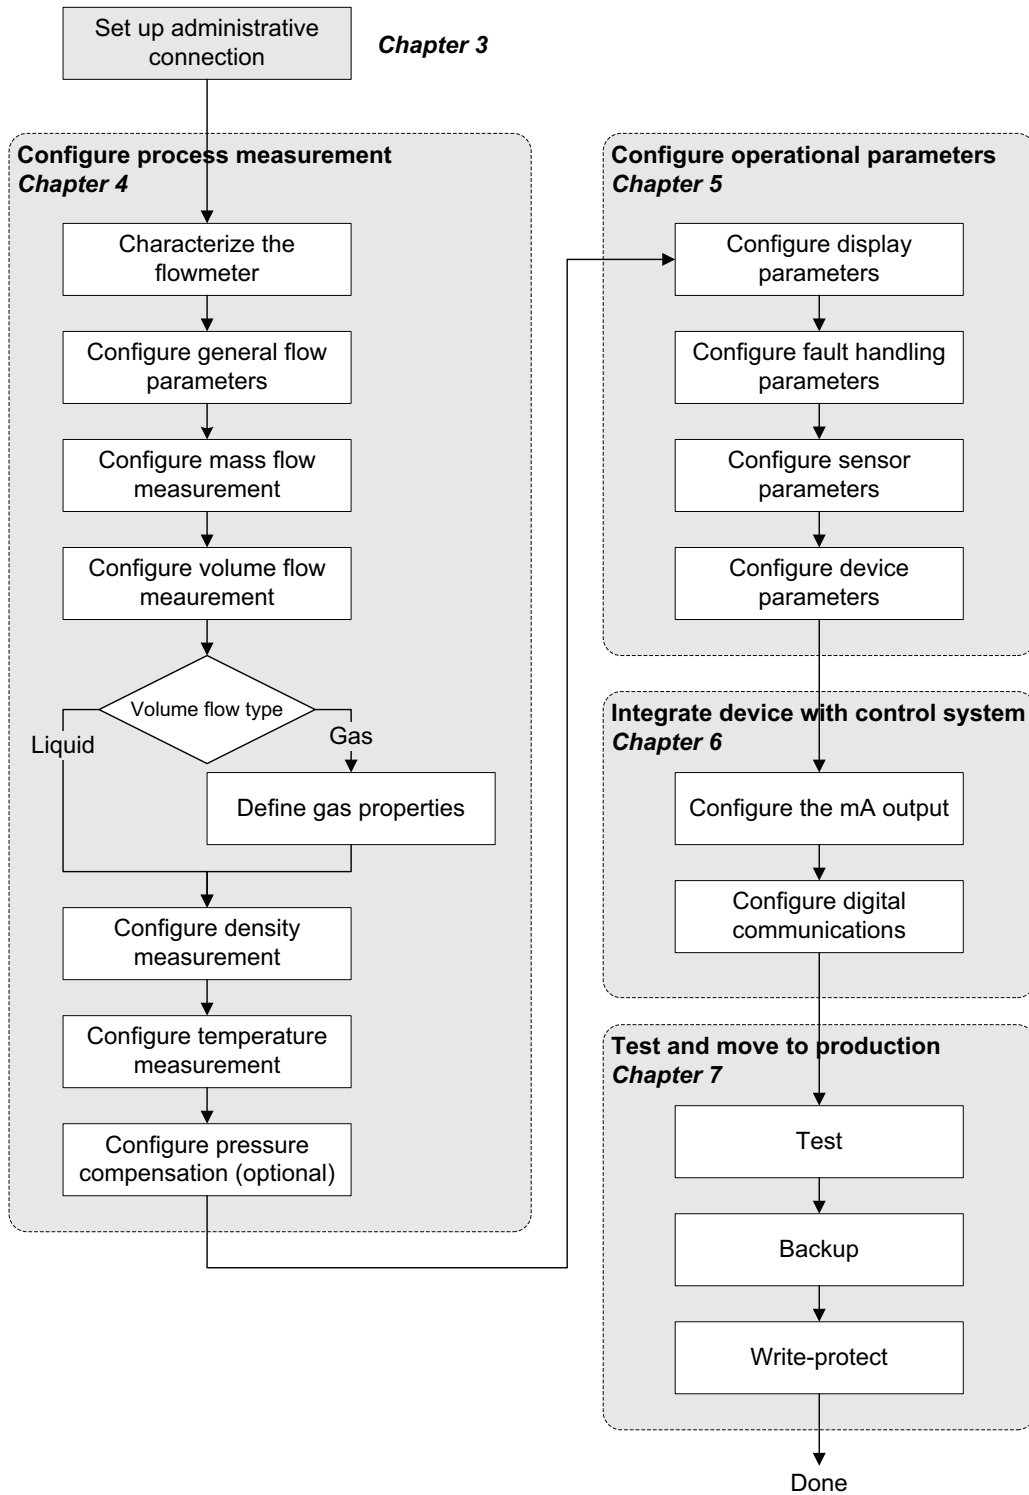 Set up administrative
connection
Chapter 3
Configure process measurement
Chapter 4
Characterize the
flowmeter
Configure general flow
parameters
Configure mass flow
measurement
Configure volume flow
meaurement
Volume flow type
Liquid
Gas
Define gas properties
Configure density
measurement
Configure temperature
measurement
Configure pressure
compensation (optional)
Configure operational parameters
Chapter 5
Configure display
parameters
Configure fault handling
parameters
Configure sensor
parameters
Configure device
parameters
Integrate device with control system
Chapter 6
Configure the mA output
Configure digital
communications
Test and move to production
Chapter 7
Test
Backup
Write-protect
Done